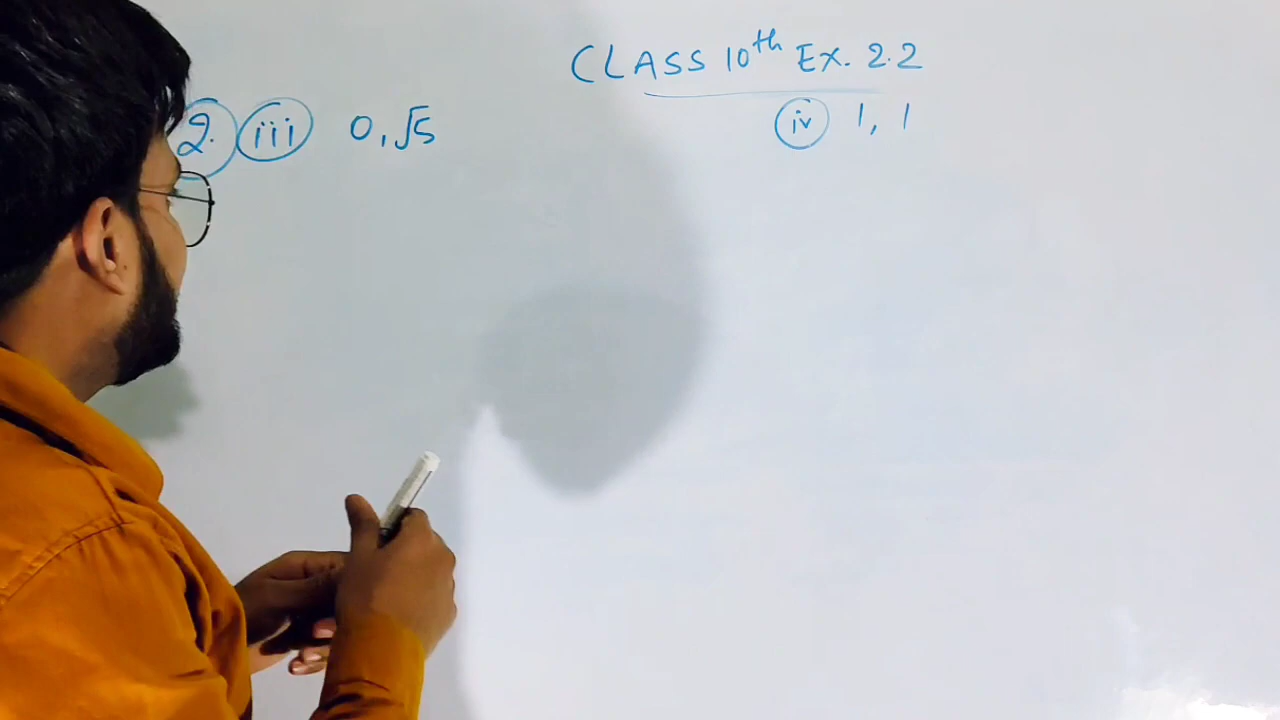 CLASS 10th Ex. 2.2
2. iii 0, √5
iv 1, 1